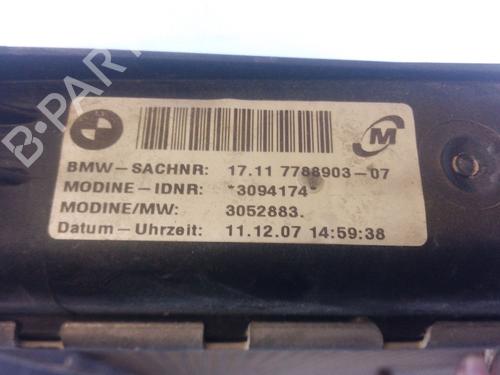 B-PARTS
BMW-SACHNR: 17.11 7788903-07
MODINE-IDNR: *3094174*
MODINE/MW: 3052883.
Datum-Uhrzeit: 11.12.07 14:59:38